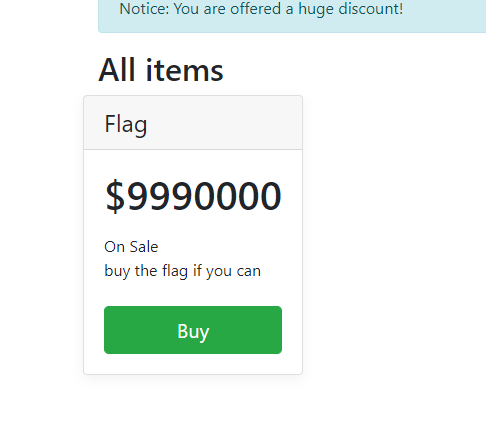 Notice: You are offered a huge discount!
All items
Flag
$9990000
On Sale
buy the flag if you can
Buy